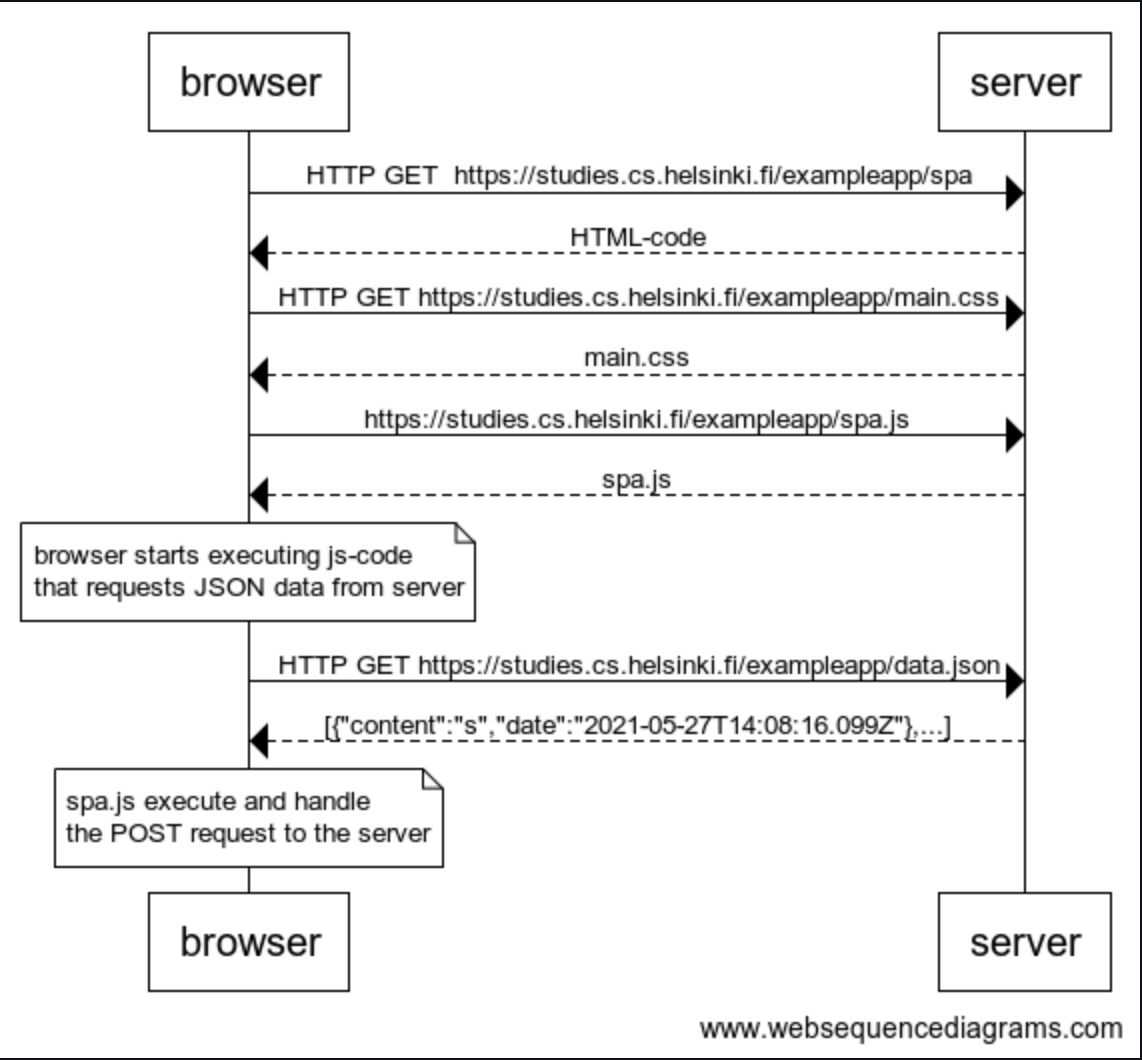 browser
server
HTTP GET  https://studies.cs.helsinki.fi/exampleapp/spa
HTML-code
HTTP GET https://studies.cs.helsinki.fi/exampleapp/main.css
main.css
https://studies.cs.helsinki.fi/exampleapp/spa.js
spa.js
browser starts executing js-code
that requests JSON data from server
HTTP GET https://studies.cs.helsinki.fi/exampleapp/data.json
[{"content":"s","date":"2021-05-27T14:08:16.099Z"},...]
spa.js execute and handle
the POST request to the server
browser
server
www.websequencediagrams.com